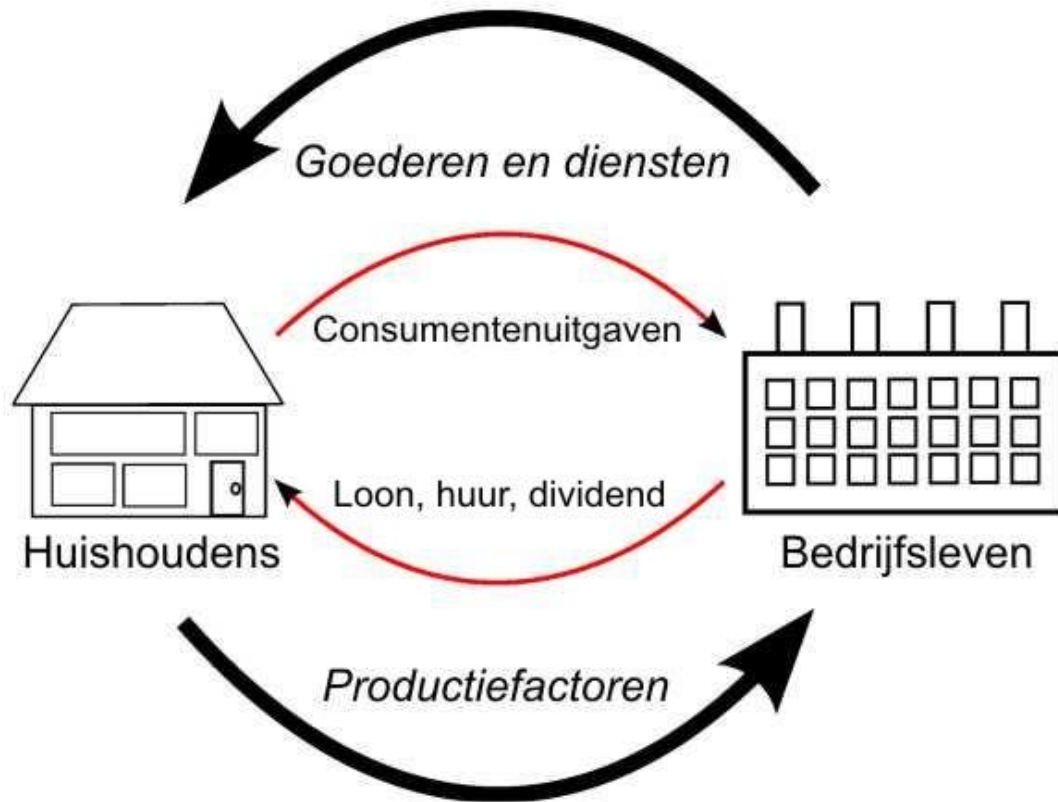 Goederen en diensten
Consumentenuitgaven
Loon, huur, dividend
Huishoudens
Bedrijfsleven
Productiefactoren